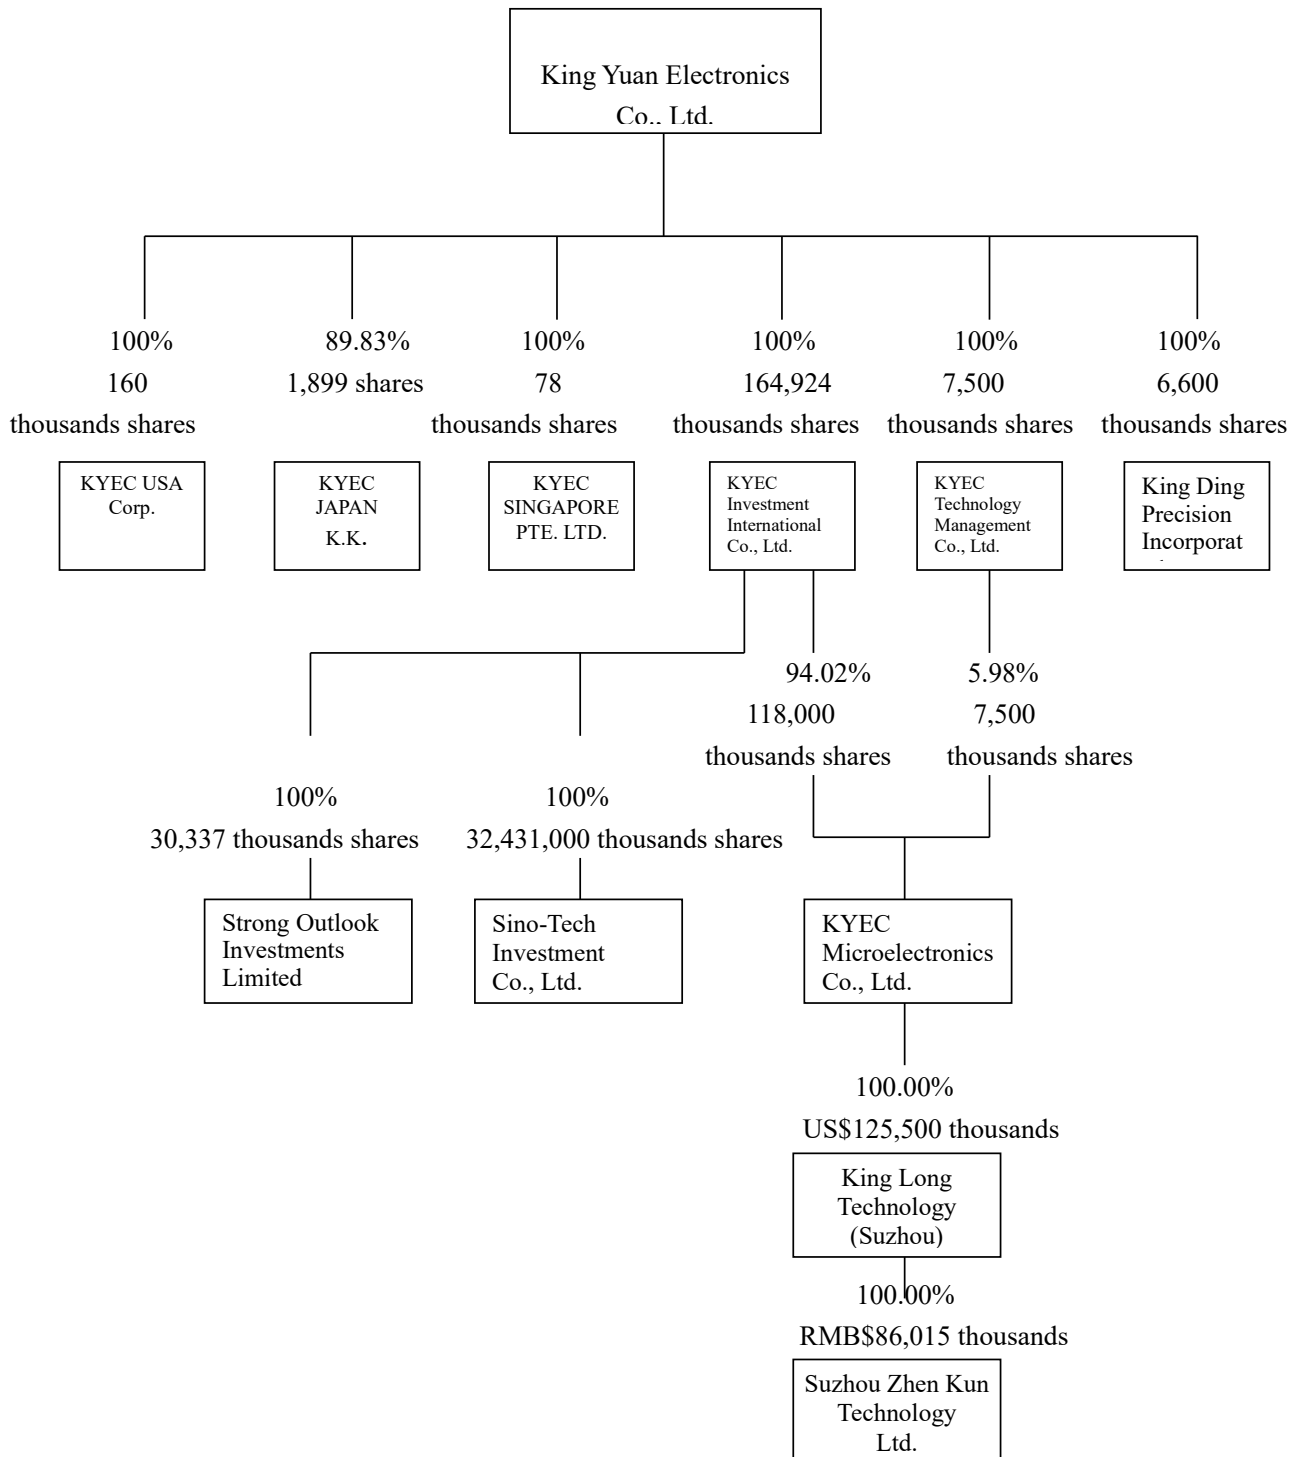 King Yuan Electronics
Co., Ltd.
100%
160
thousands shares
89.83%
1,899 shares
100%
78
thousands shares
100%
164,924
thousands shares
100%
7,500
thousands shares
100%
6,600
thousands shares
KYEC USA
Corp.
KYEC
JAPAN
K.K.
KYEC
SINGAPORE
PTE. LTD.
KYEC
Investment
International
Co., Ltd.
KYEC
Technology
Management
Co., Ltd.
King Ding
Precision
Incorporat
94.02%
118,000
thousands shares
5.98%
7,500
thousands shares
100%
30,337 thousands shares
100%
32,431,000 thousands shares
Strong Outlook
Investments
Limited
Sino-Tech
Investment
Co., Ltd.
KYEC
Microelectronics
Co., Ltd.
100.00%
US$125,500 thousands
King Long
Technology
(Suzhou)
100.00%
RMB$86,015 thousands
Suzhou Zhen Kun
Technology
Ltd.